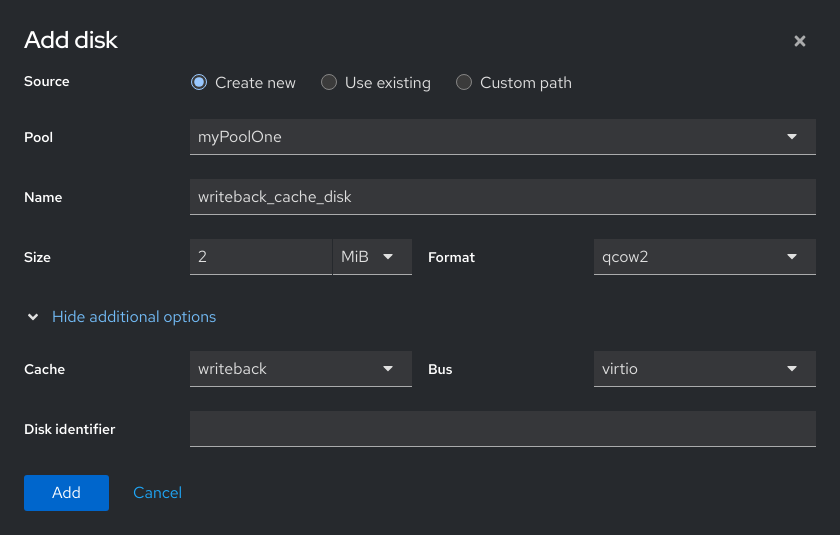 Add disk
Source Create new Use existing Custom path
Pool myPoolOne
Name writeback_cache_disk
Size 2 MiB Format qcow2
Hide additional options
Cache writeback Bus virtio
Disk identifier
Add Cancel